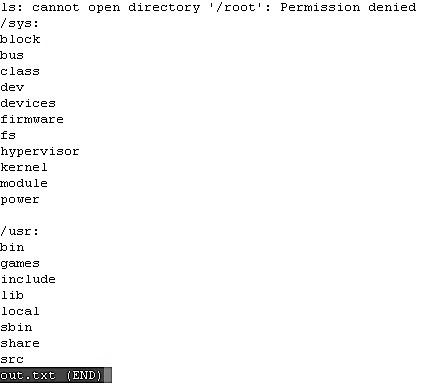 ls: cannot open directory '/root': Permission denied
/sys:
block
bus
class
dev
devices
firmware
fs
hypervisor
kernel
module
power

/usr:
bin
games
include
lib
local
sbin
share
src
out.txt (END)